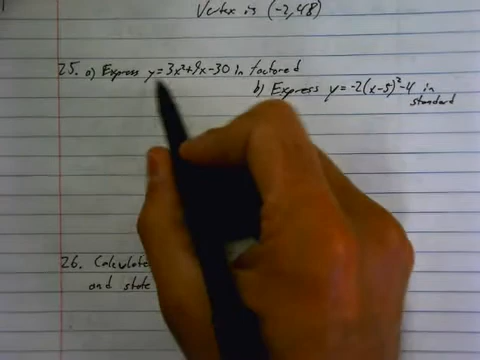 Vertex is (-2,48)
25. a) Express y=3x²+9x-30 in factored
b) Express y=-2(x-5)²-4 in
standard
26. Calculate
and state